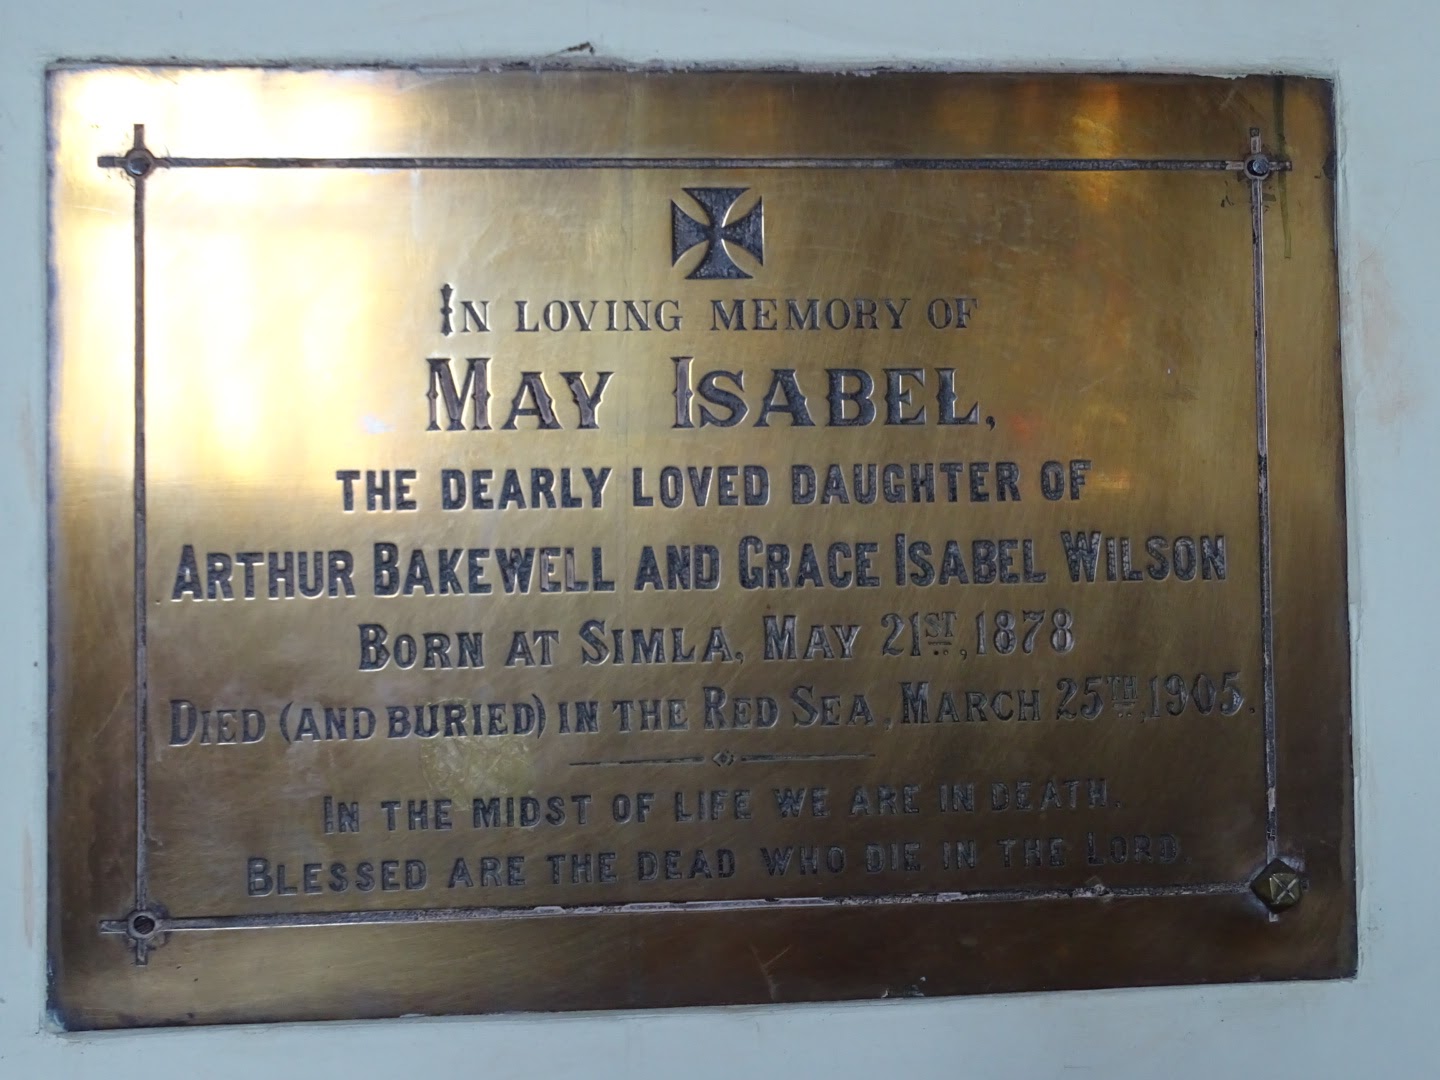 In loving memory of
May Isabel,
the dearly loved daughter of
Arthur Bakewell and Grace Isabel Wilson
Born at Simla, May 21st, 1878
Died (and buried) in the Red Sea, March 25th, 1905.
In the midst of life we are in death.
Blessed are the dead who die in the Lord.